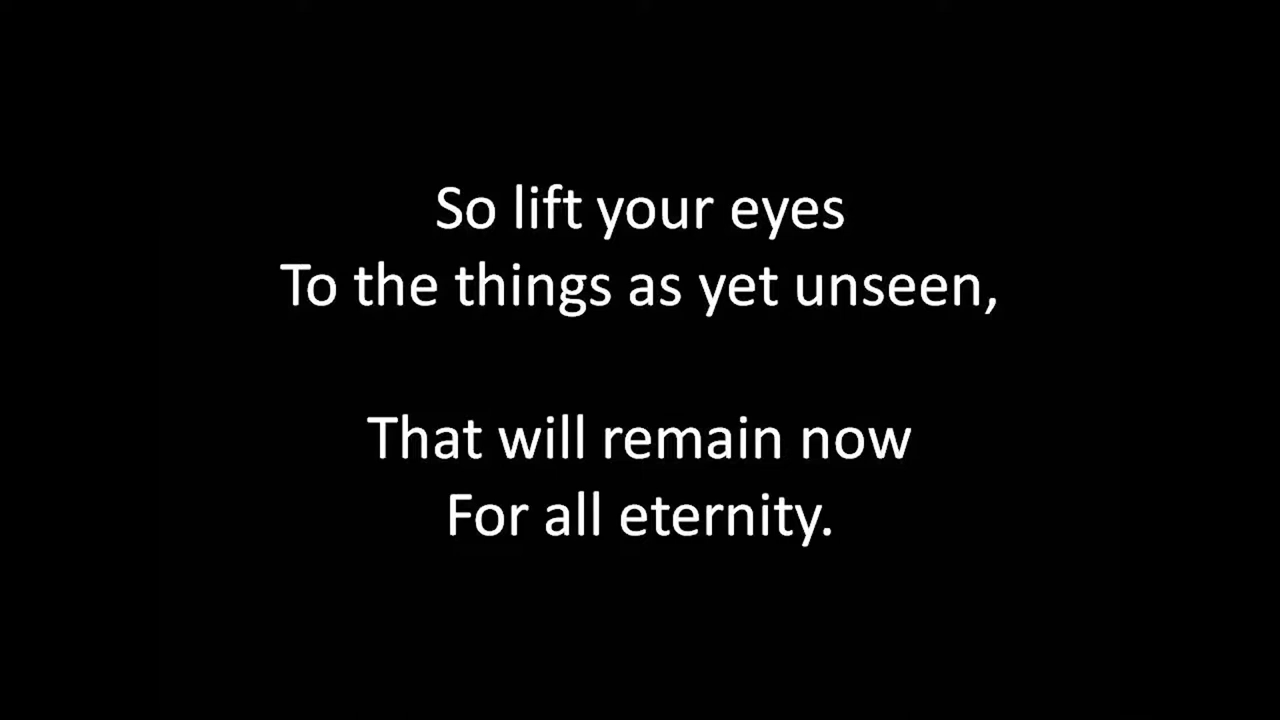 So lift your eyes
To the things as yet unseen,
That will remain now
For all eternity.